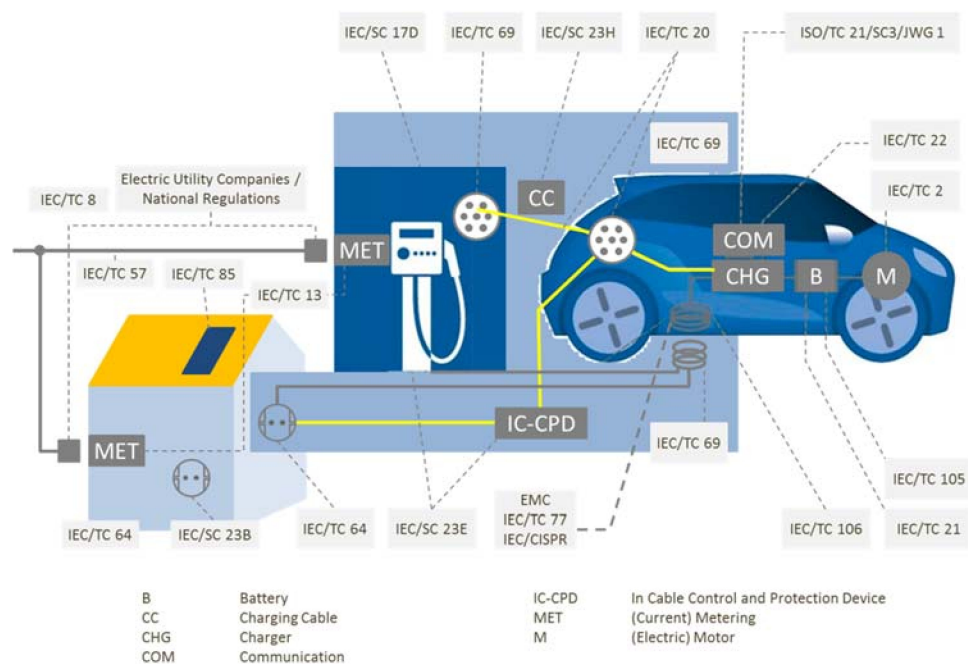 IEC/SC 17D
IEC/TC 69
IEC/SC 23H
IEC/TC 20
ISO/TC 21/SC3/JWG 1
IEC/TC 69
IEC/TC 22
Electric Utility Companies /
National Regulations
IEC/TC 8
IEC/TC 2
CC
MET
COM
CHG
B
M
IEC/TC 57
IEC/TC 85
IEC/TC 13
IC-CPD
MET
IEC/TC 69
IEC/TC 105
EMC
IEC/TC 77
IEC/CISPR
IEC/TC 64
IEC/SC 23B
IEC/TC 64
IEC/SC 23E
IEC/TC 106
IEC/TC 21
B Battery
CC Charging Cable
CHG Charger
COM Communication
IC-CPD In Cable Control and Protection Device
MET (Current) Metering
M (Electric) Motor